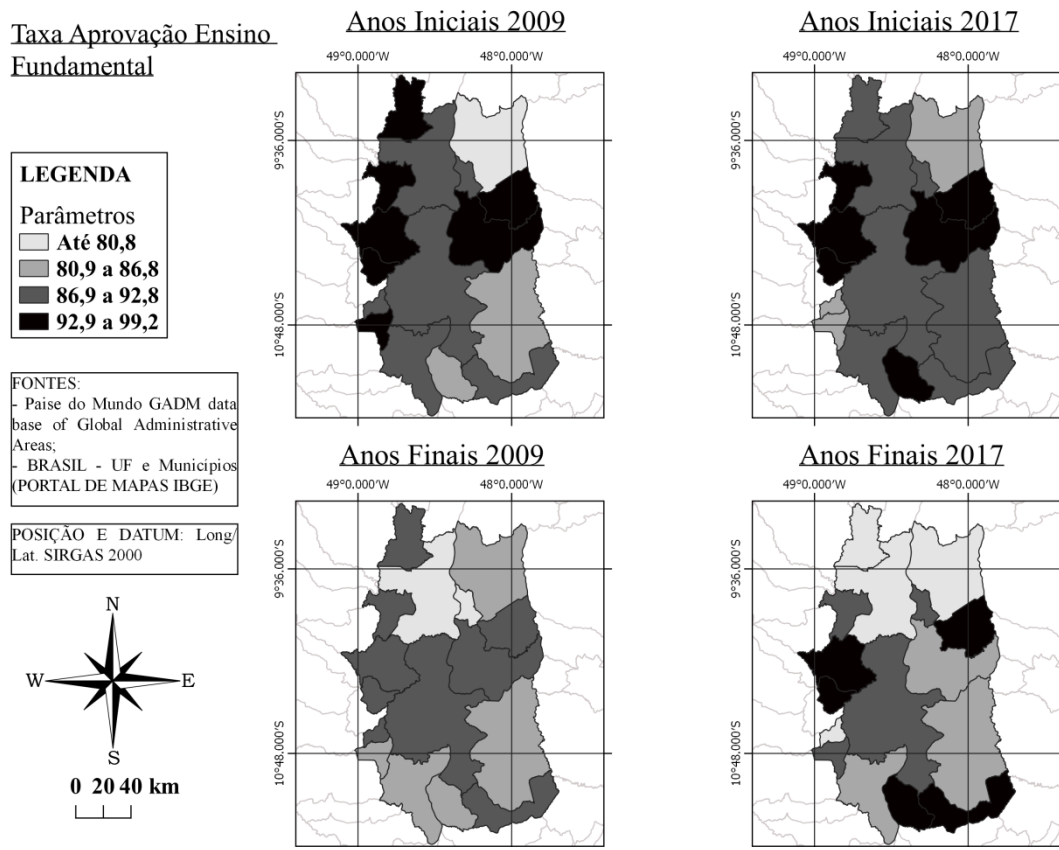 Taxa Aprovação Ensino
Fundamental
LEGENDA
Parâmetros
Até 80,8
80,9 a 86,8
86,9 a 92,8
92,9 a 99,2
FONTES:
- Paise do Mundo GADM data
base of Global Administrative
Areas;
- BRASIL - UF e Municipios
(PORTAL DE MAPAS IBGE)
POSIÇÃO E DATUM: Long/
Lat. SIRGAS 2000
N
W E
S
0 20 40 km
Anos Iniciais 2009
49°0.000'W 48°0.000'W
9°36.000'S
10°48.000'S
Anos Iniciais 2017
49°0.000'W 48°0.000'W
9°36.000'S
10°48.000'S
Anos Finais 2009
49°0.000'W 48°0.000'W
9°36.000'S
10°48.000'S
Anos Finais 2017
49°0.000'W 48°0.000'W
9°36.000'S
10°48.000'S